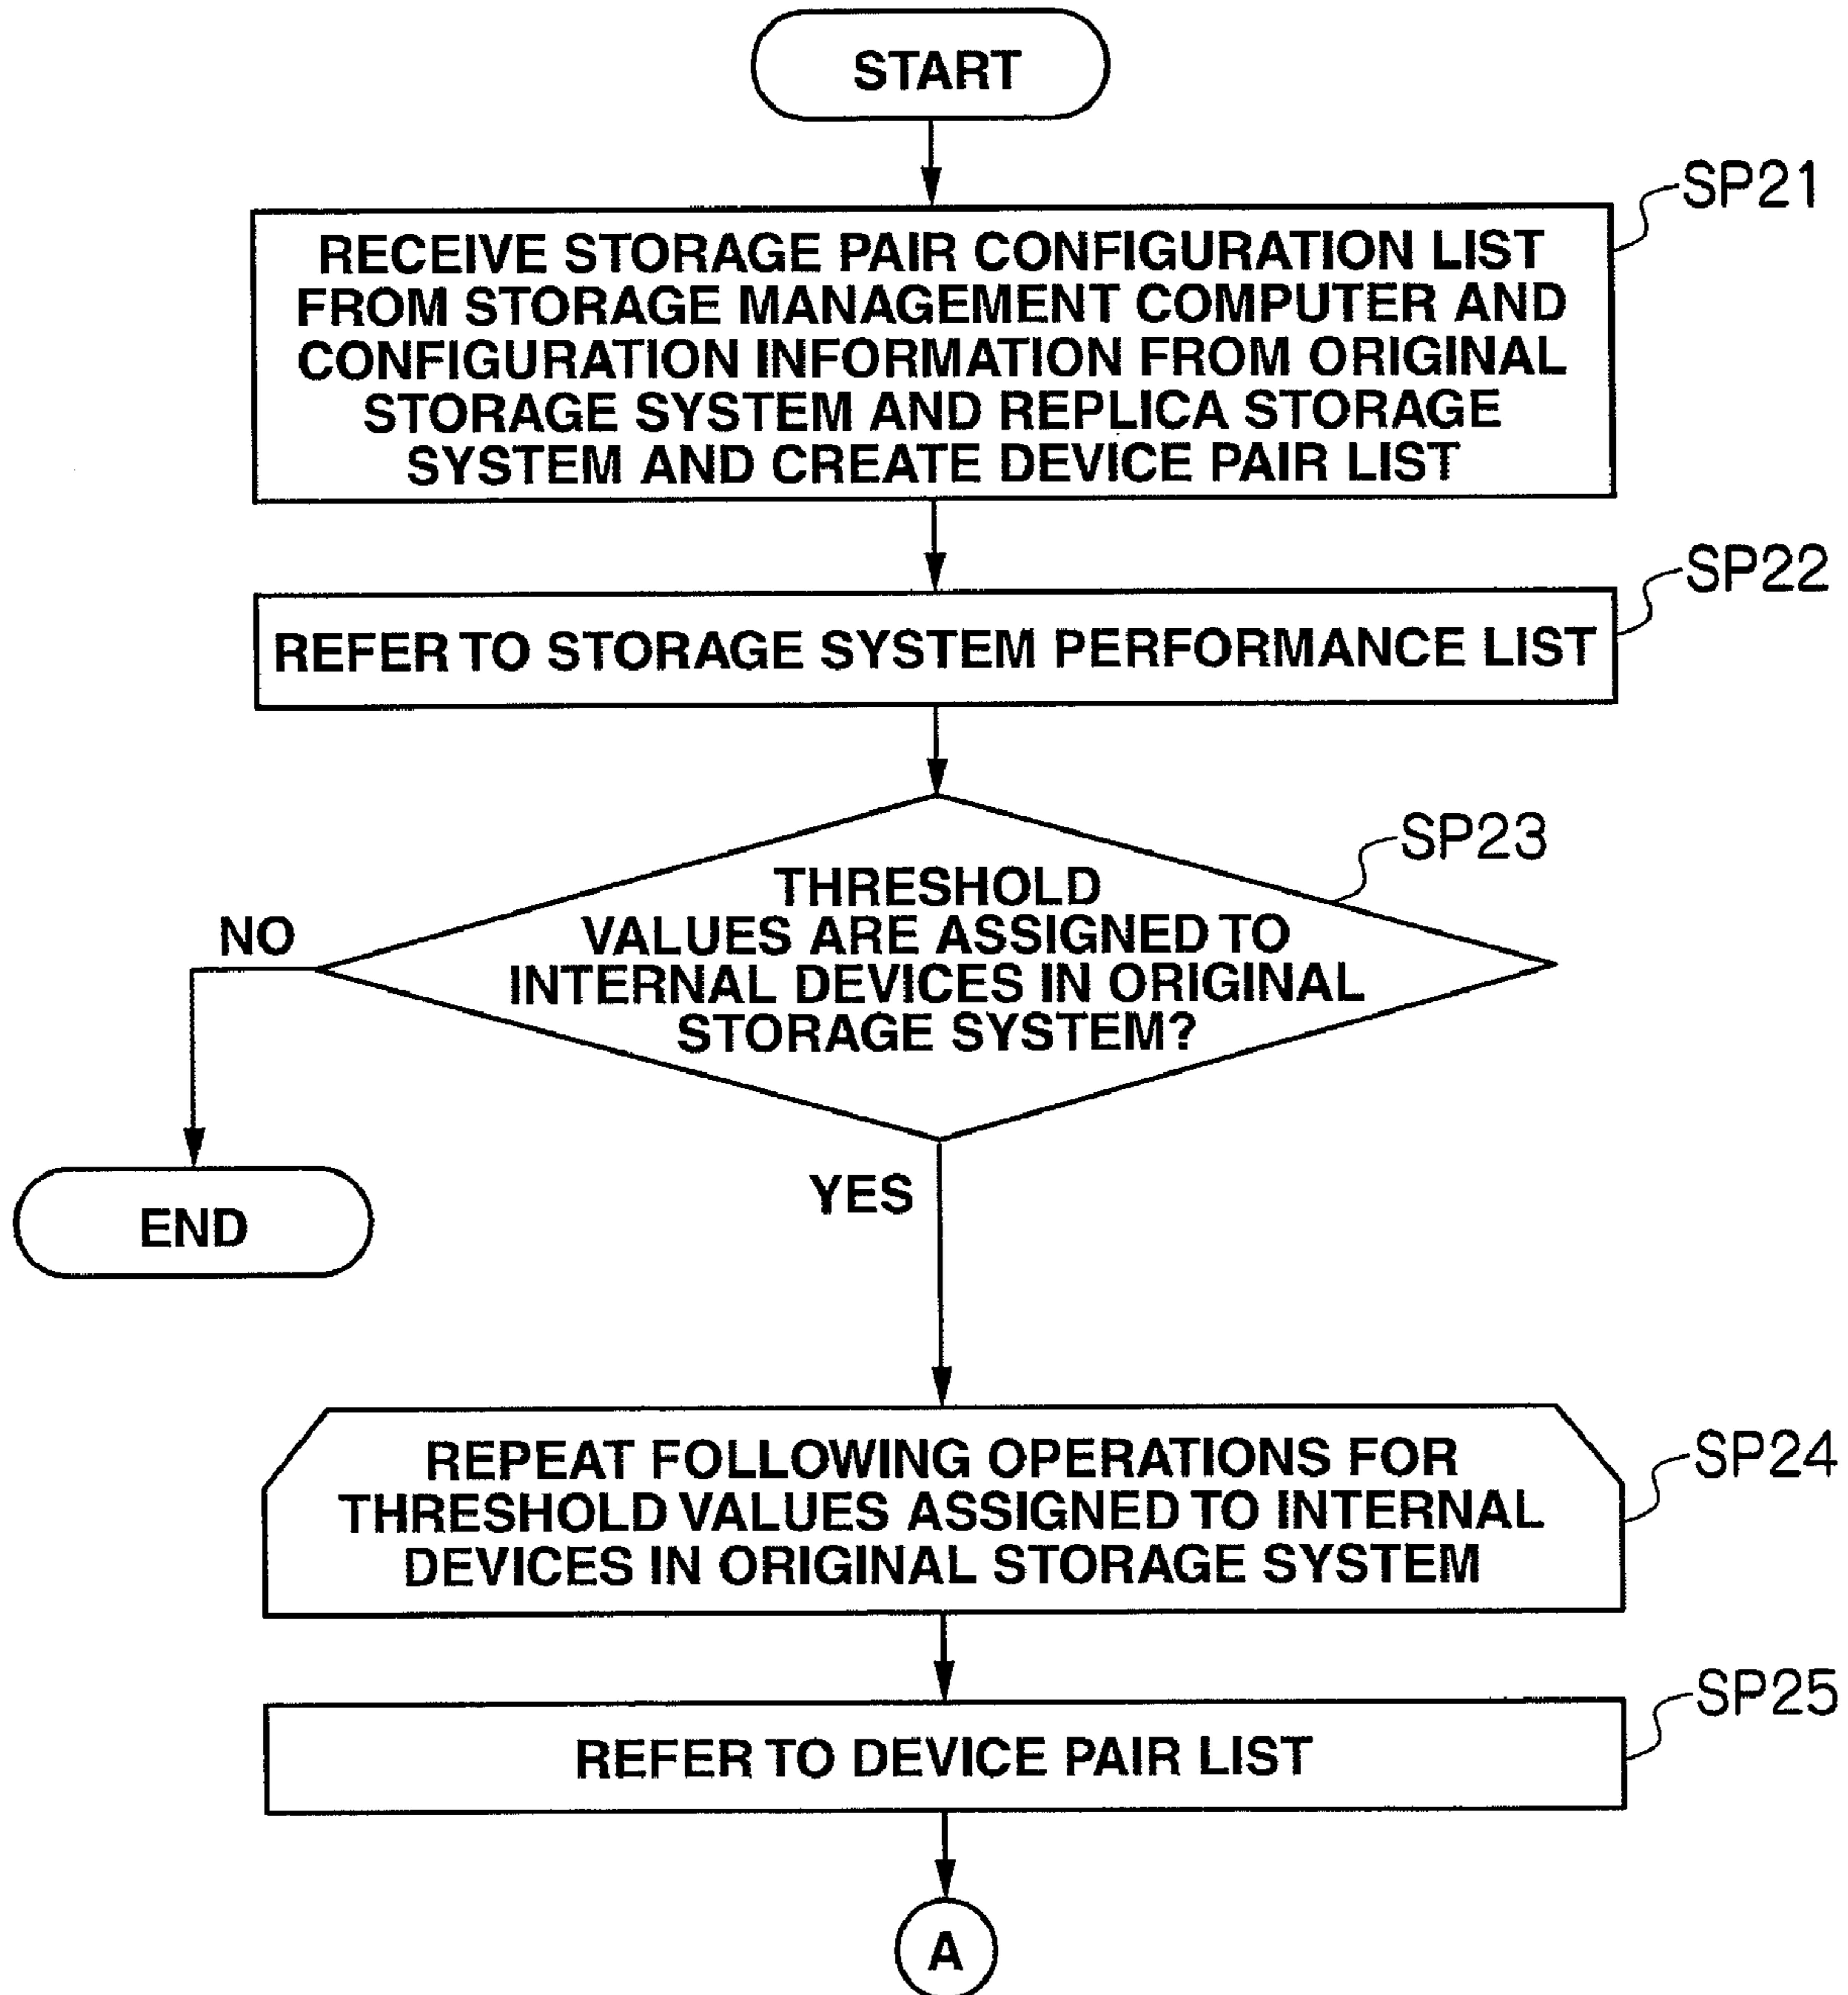 START
SP21
RECEIVE STORAGE PAIR CONFIGURATION LIST
FROM STORAGE MANAGEMENT COMPUTER AND
CONFIGURATION INFORMATION FROM ORIGINAL
STORAGE SYSTEM AND REPLICA STORAGE
SYSTEM AND CREATE DEVICE PAIR LIST
SP22
REFER TO STORAGE SYSTEM PERFORMANCE LIST
SP23
THRESHOLD
VALUES ARE ASSIGNED TO
INTERNAL DEVICES IN ORIGINAL
STORAGE SYSTEM?
NO
END
YES
SP24
REPEAT FOLLOWING OPERATIONS FOR
THRESHOLD VALUES ASSIGNED TO INTERNAL
DEVICES IN ORIGINAL STORAGE SYSTEM
SP25
REFER TO DEVICE PAIR LIST
A